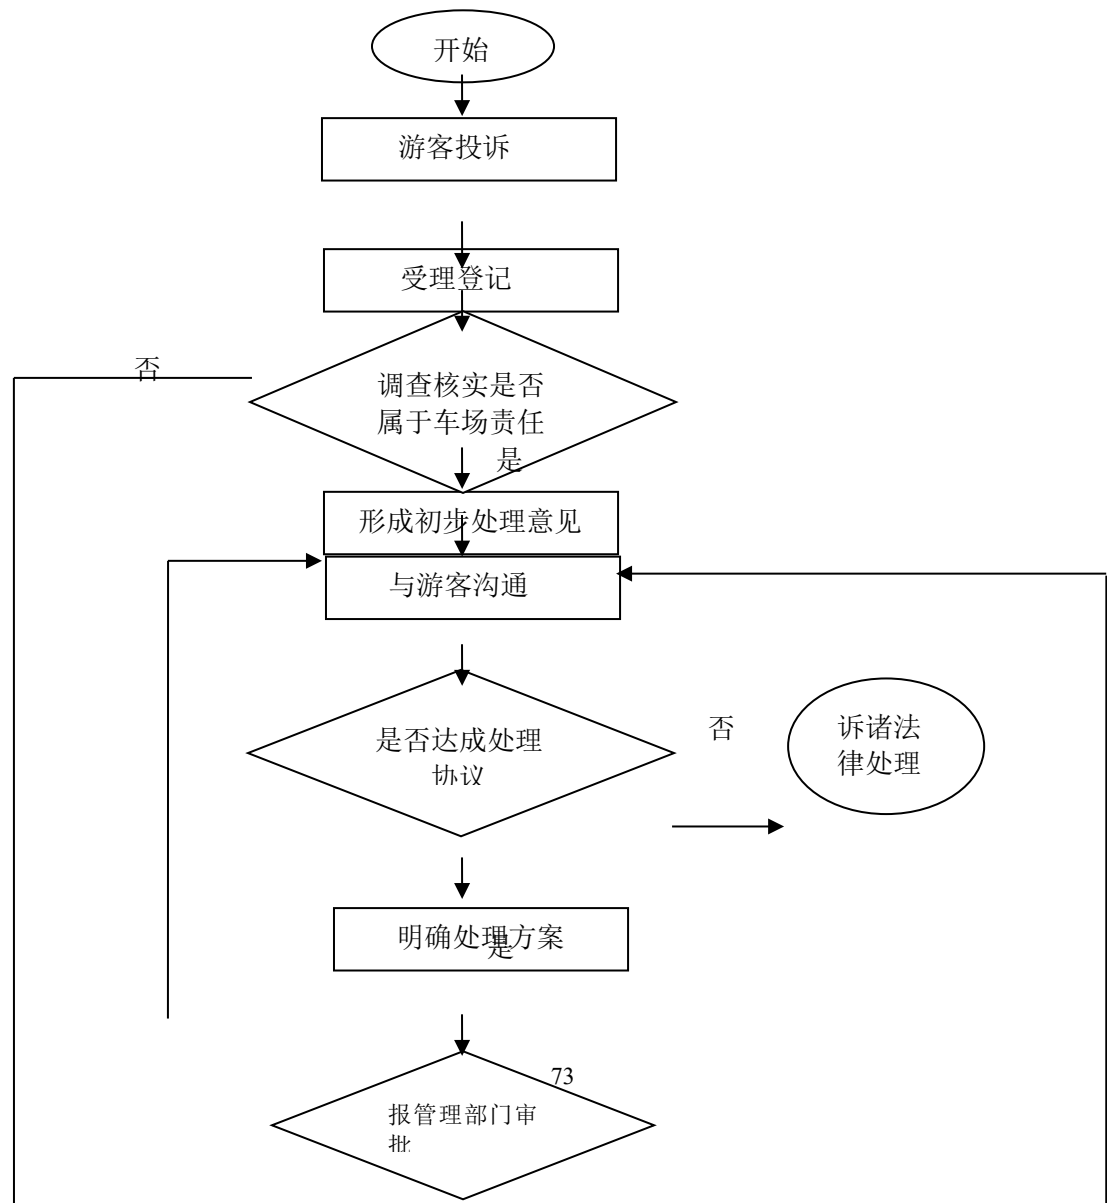 开始
游客投诉
受理登记
否
调查核实是否
属于车场责任
是
形成初步处理意见
与游客沟通
是否达成处理
协议
否
诉诸法
律处理
明确处理方案
是
73
报管理部门审
批